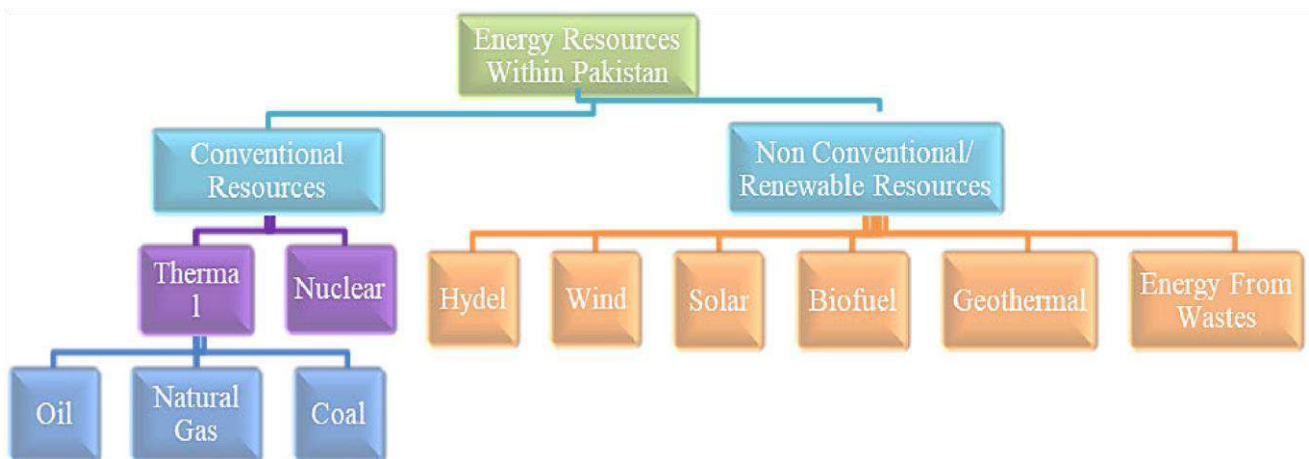 Energy Resources
Within Pakistan
Conventional
Resources
Non Conventional/
Renewable Resources
Therma
l
Nuclear
Hydel
Wind
Solar
Biofuel
Geothermal
Energy From
Wastes
Oil
Natural
Gas
Coal